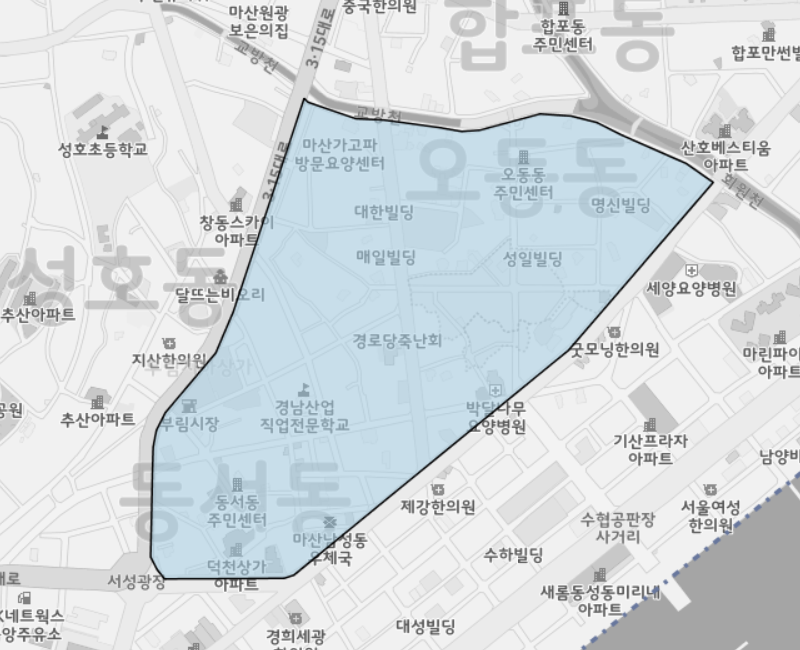 마산원광
보은의집
중국한의원
합포동
합포동
주민센터
합포만썬빌
3·15대로
교방천
교방천
성호초등학교
마산가고파
방문요양센터
산호베스티움
아파트
오동동
오동동
주민센터
회원천
3·15대로
명신빌딩
대한빌딩
창동스카이
아파트
매일빌딩
성일빌딩
성호동
달뜨는비오리
세양요양병원
추산아파트
경로당죽난회
지산한의원
굿모닝한의원
마린파이
아파트
공원
추산아파트
부림시장
경남산업
직업전문학교
박달나무
요양병원
기산프라자
아파트
남양비
동서동
동서동
주민센터
제강한의원
서울여성
한의원
수협공판장
사거리
마산남성동
우체국
수하빌딩
대로
서성광장
덕천상가
아파트
새롬동성동미리내
아파트
K네트웍스
앙주유소
경희세광
대성빌딩